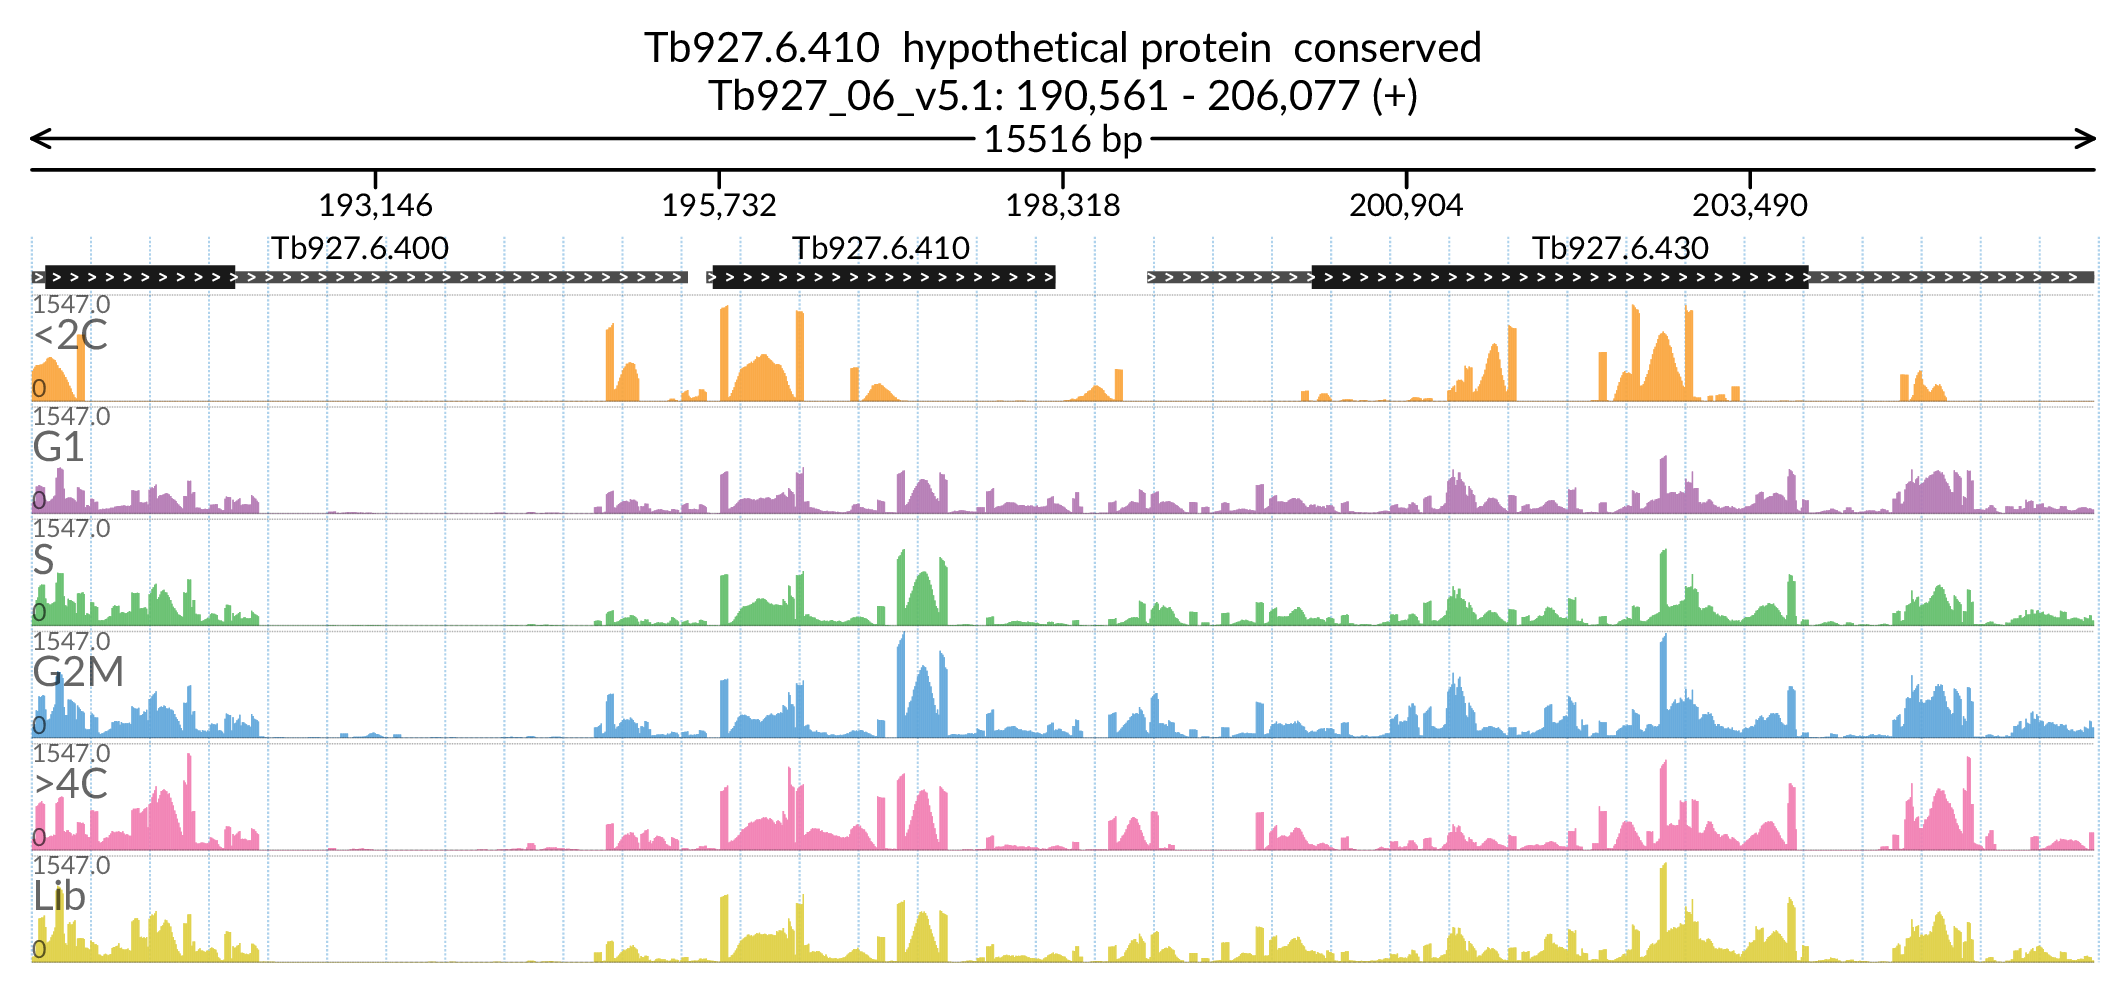 Tb927.6.410 hypothetical protein conserved
Tb927_06_v5.1: 190,561 - 206,077 (+)
15516 bp
193,146 195,732 198,318 200,904 203,490
Tb927.6.400 Tb927.6.410 Tb927.6.430
1547.0
<2C
0
1547.0
G1
0
1547.0
S
0
1547.0
G2M
0
1547.0
>4C
0
1547.0
Lib
0